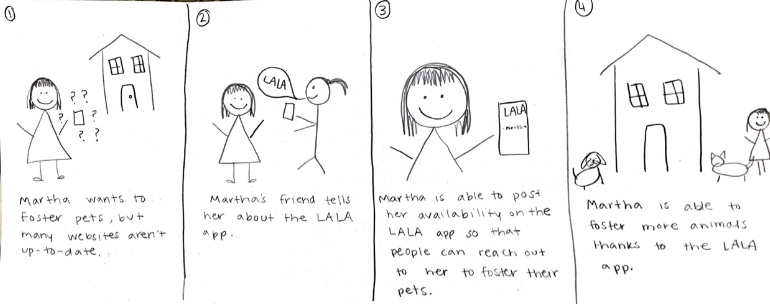 1
? ?
? ?
? ?
Martha wants to
foster pets, but
many websites aren't
up-to-date.
2
LALA
Martha's friend tells
her about the LALA
app.
3
LALA
Martha
Martha is able to post
her availability on the
LALA app so that
people can reach out
to her to foster their
pets.
4
Martha is able to
foster more animals
thanks to the LALA
app.